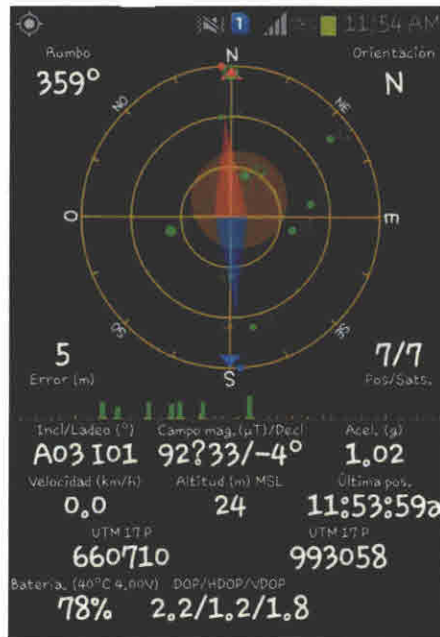 1 11:54 AM
Rumbo Orientación
359° N
N
NO NE
O E
SO SE
S
5 7/7
Error (m) Pos/Sats.
Incl/Ladeo (°) Campo mag.(µT)/Decl Acel. (g)
A03 I01 92?33/-4° 1.02
Velocidad (km/h) Altitud (m) MSL Última pos.
0.0 24 11:53:59a
UTM 17 P UTM 17 P
660710 993058
Batería. (40°C 4,00V) DOP/HDOP/VDOP
78% 2.2/1.2/1.8